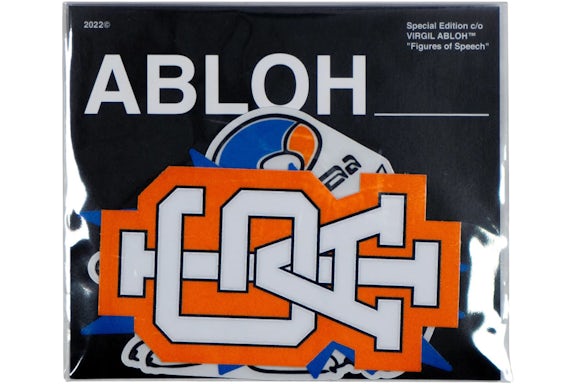 2022©
Special Edition c/o
VIRGIL ABLOH™
"Figures of Speech"
ABLOH